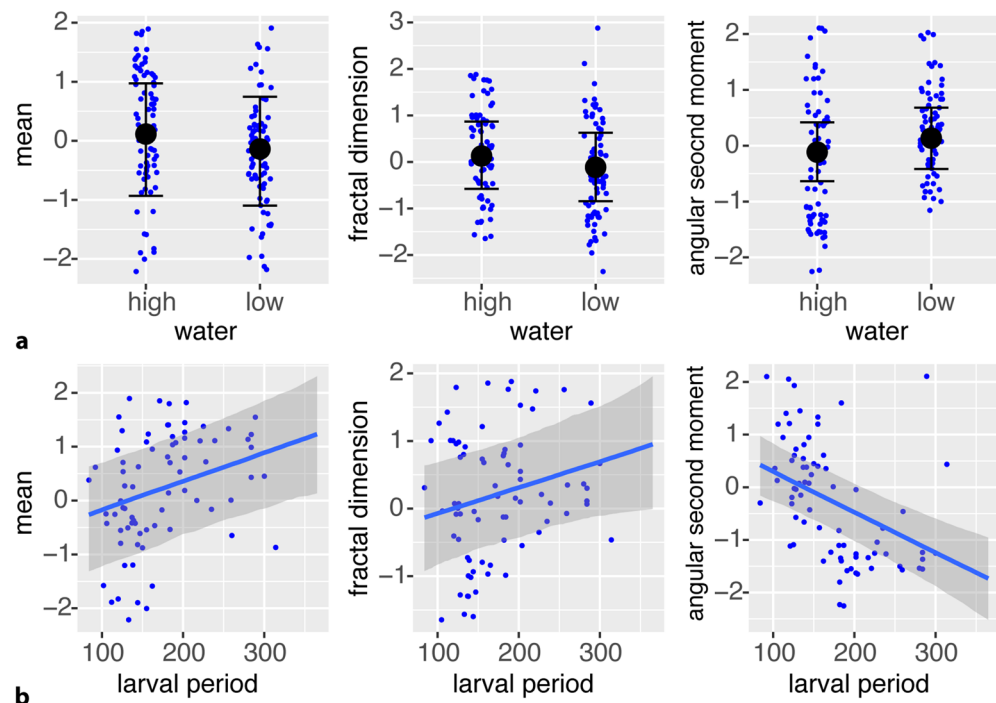 mean
2
1
0
−1
−2
high
low
water
fractal dimension
3
2
1
0
−1
−2
high
low
water
angular seocnd moment
2
1
0
−2
high
low
water
a
mean
2
1
0
−1
−2
100
200
300
larval period
fractal dimension
2
1
0
−1
100
200
300
larval period
angular second moment
2
1
0
−1
−2
100
200
300
larval period
b